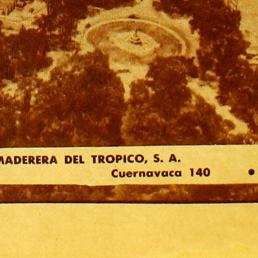 MADERERA DEL TROPICO, S. A.
Cuernavaca 140 •